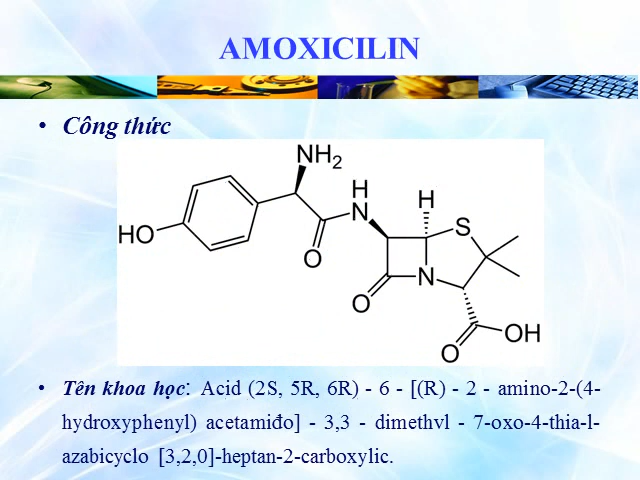 AMOXICILIN
• Công thức
NH2
H
N
H
S
HO
O
O
N
O
OH
• Tên khoa học: Acid (2S, 5R, 6R) - 6 - [(R) - 2 - amino-2-(4-
hydroxyphenyl) acetamiđo] - 3,3 - dimethvl - 7-oxo-4-thia-l-
azabicyclo [3,2,0]-heptan-2-carboxylic.